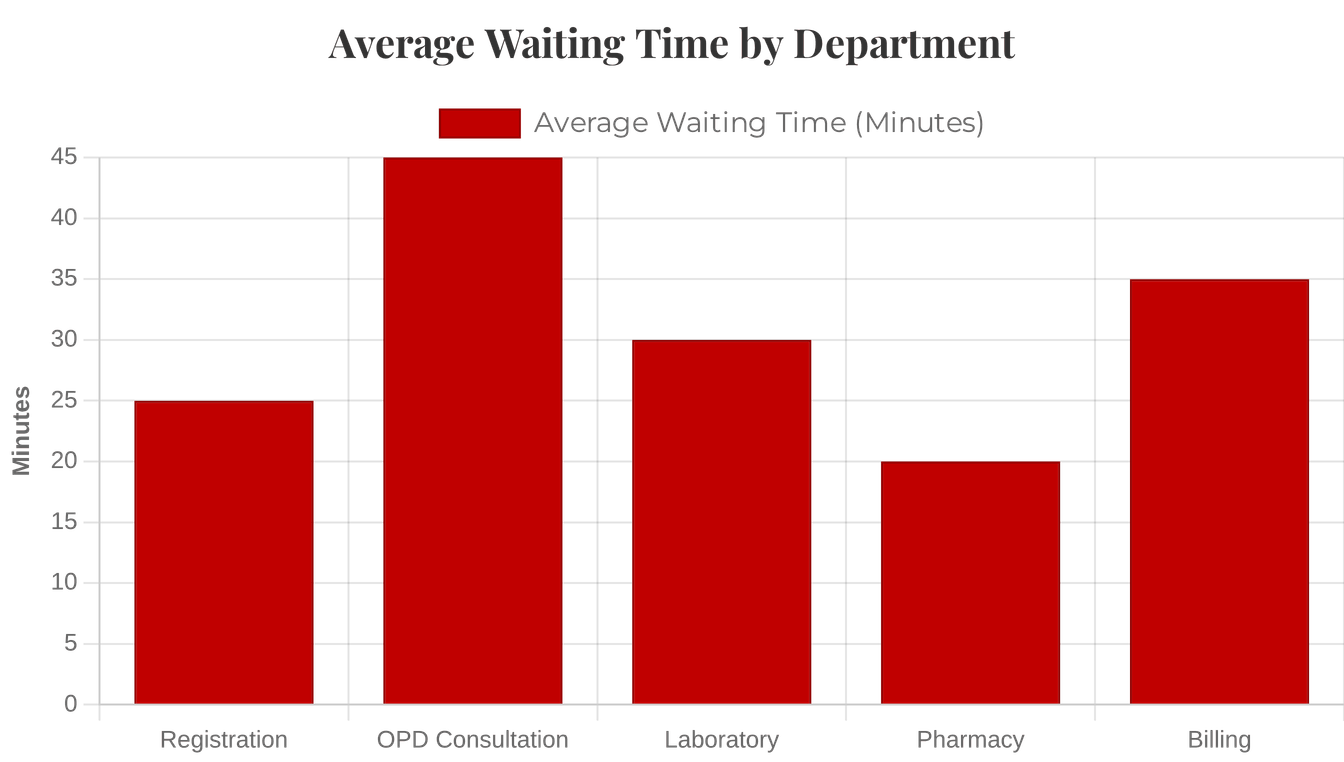 Average Waiting Time by Department
Average Waiting Time (Minutes)
45
40
35
30
25
20
15
10
5
0
Minutes
Registration
OPD Consultation
Laboratory
Pharmacy
Billing